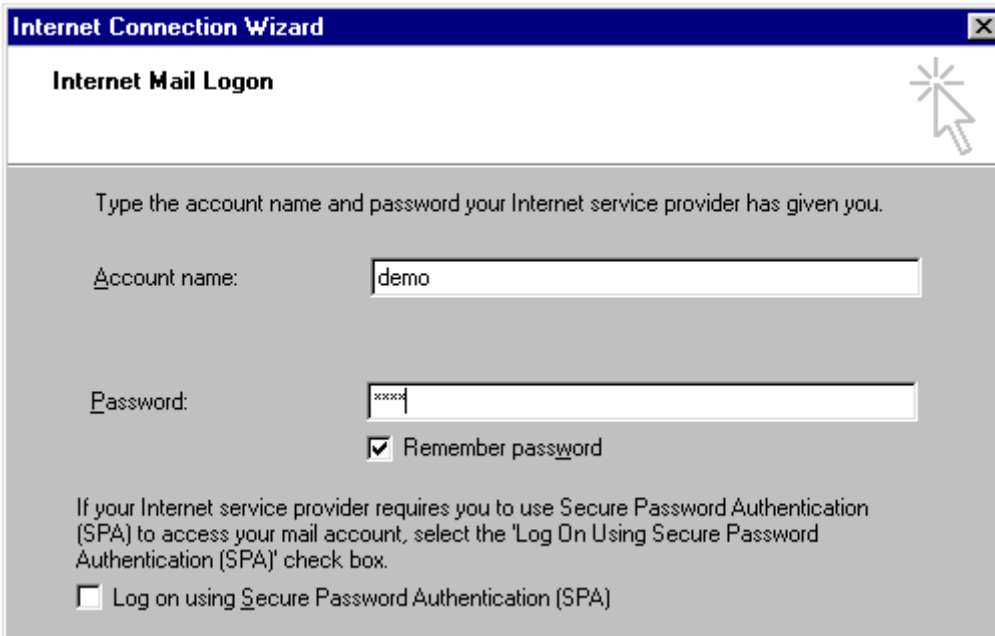 Internet Connection Wizard
Internet Mail Logon
Type the account name and password your Internet service provider has given you.
Account name: demo
Password: ****
Remember password
If your Internet service provider requires you to use Secure Password Authentication
(SPA) to access your mail account, select the 'Log On Using Secure Password
Authentication (SPA)' check box.
Log on using Secure Password Authentication (SPA)